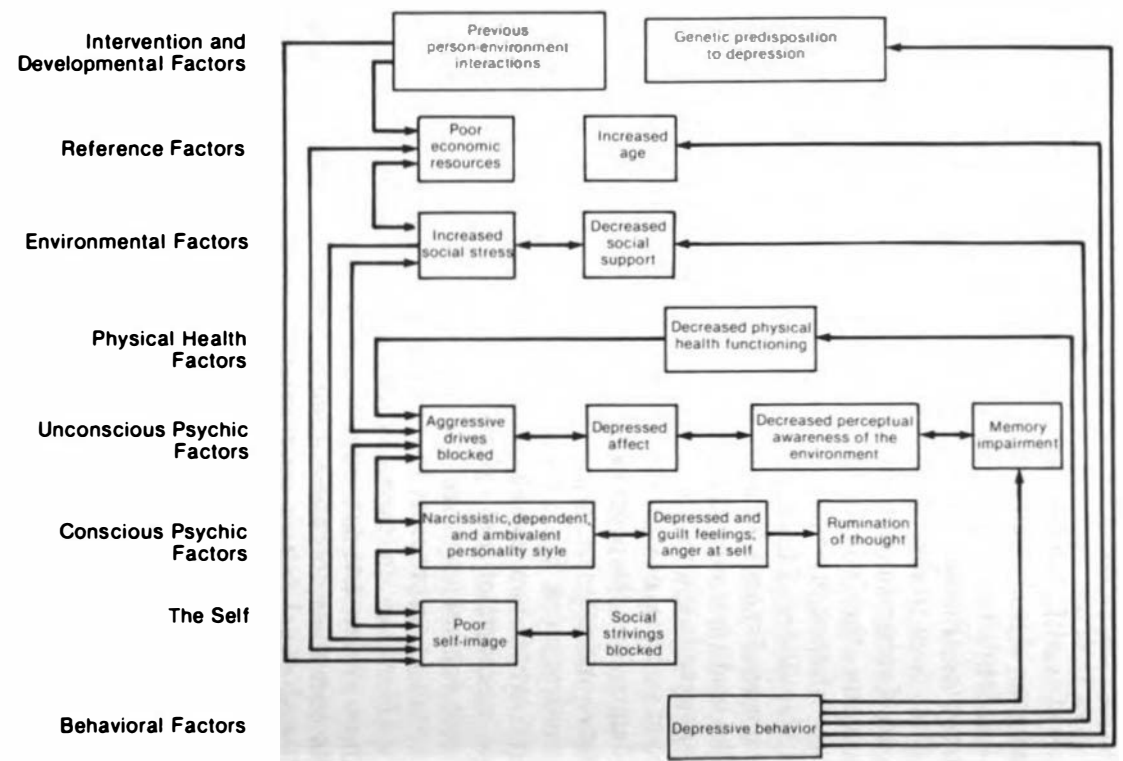 Intervention and
Developmental Factors
Previous
person-environment
interactions
Genetic predisposition
to depression
Reference Factors
Poor
economic
resources
Increased
age
Environmental Factors
Increased
social stress
Decreased
social
support
Physical Health
Factors
Decreased physical
health functioning
Unconscious Psychic
Factors
Aggressive
drives
blocked
Depressed
affect
Decreased perceptual
awareness of the
environment
Memory
impairment
Conscious Psychic
Factors
Narcissistic, dependent,
and ambivalent
personality style
Depressed and
guilt feelings;
anger at self
Rumination
of thought
The Self
Poor
self-image
Social
strivings
blocked
Behavioral Factors
Depressive behavior